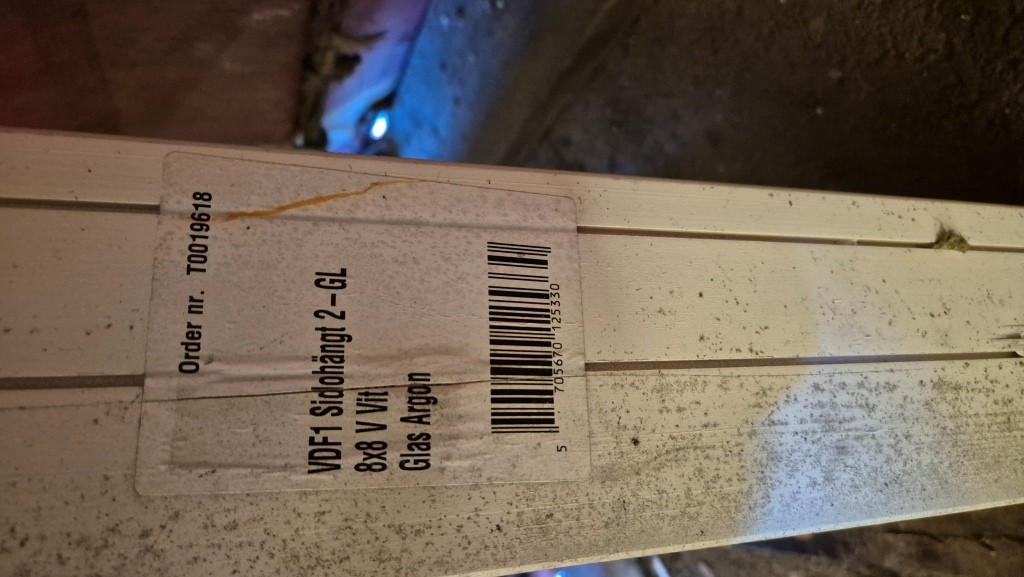 Order nr. T0019618
VDF1 Sidohängt 2-GL
8x8 V Vit
Glas Argon
5 705670 125330